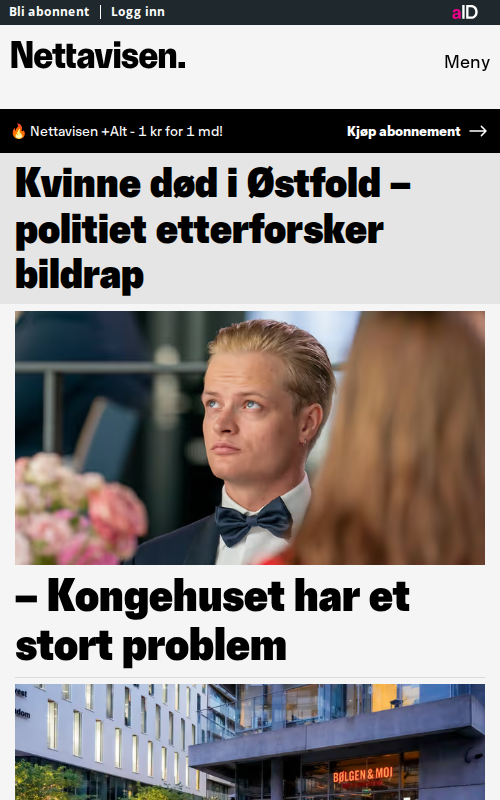 Bli abonnent | Logg inn
aID
Nettavisen.
Meny
🔥 Nettavisen +Alt - 1 kr for 1 md!
Kjøp abonnement →
Kvinne død i Østfold –
politiet etterforsker
bildrap
– Kongehuset har et
stort problem
BØLGEN & MOI